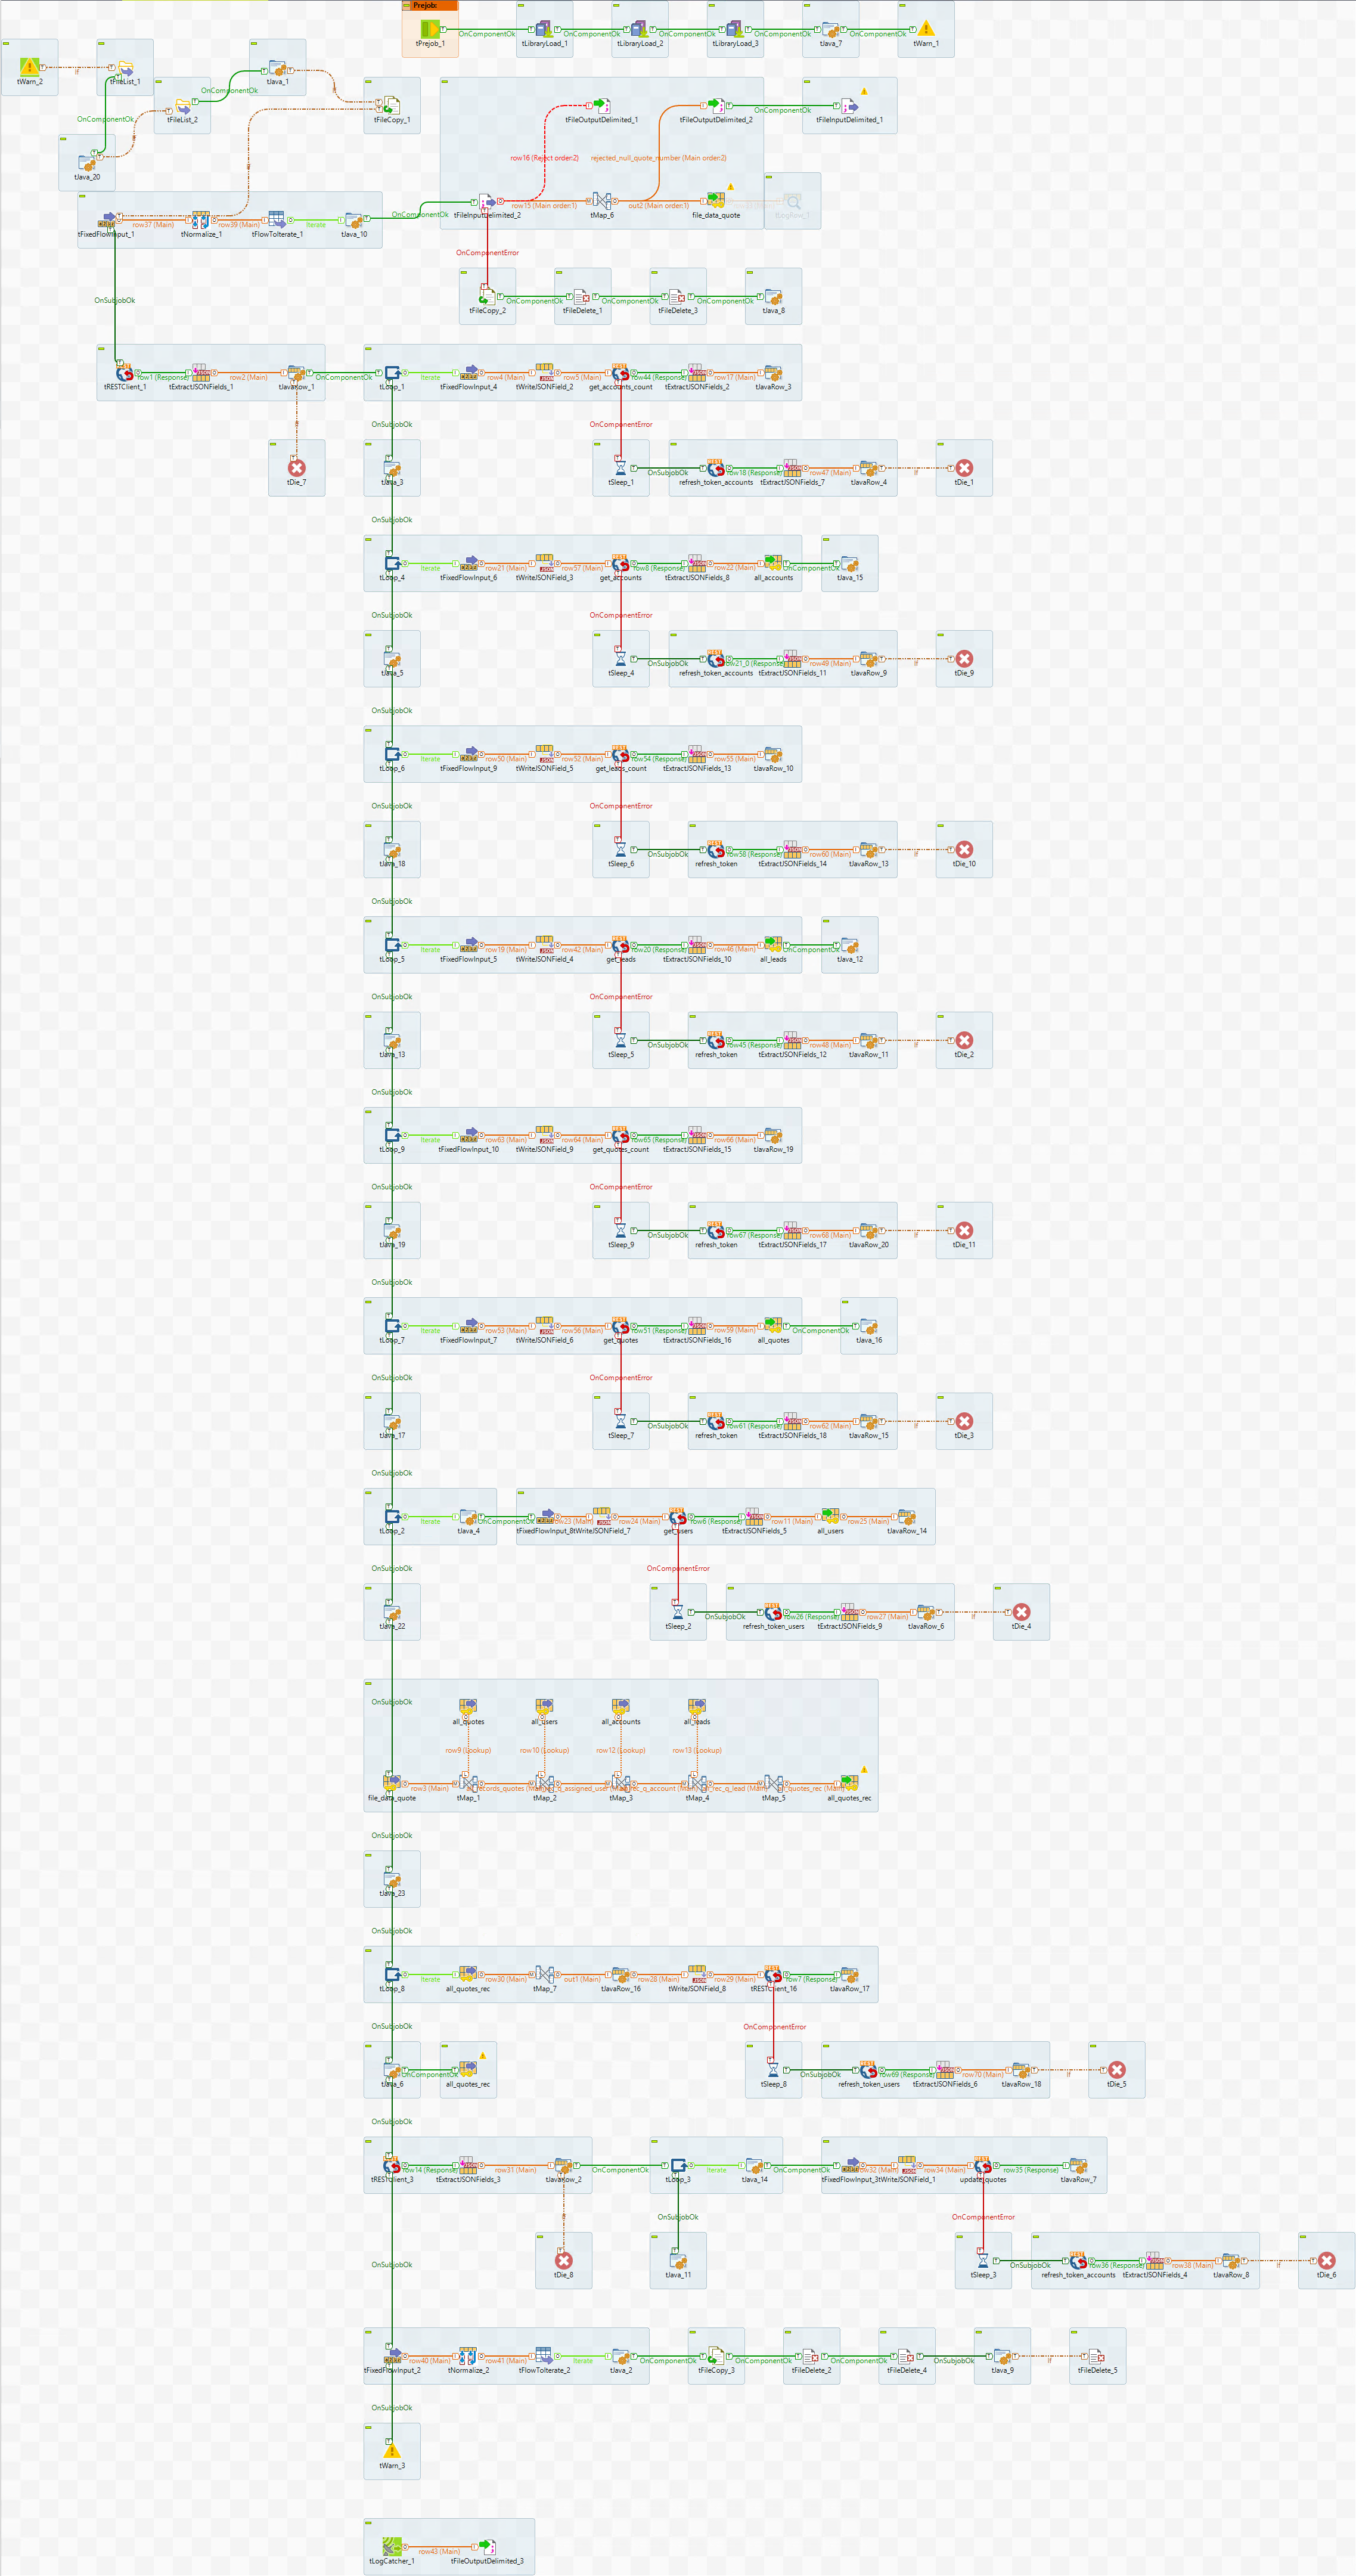 Prejob:
tPrejob_1 OnComponentOk tLibraryLoad_1 OnComponentOk tLibraryLoad_2 OnComponentOk tLibraryLoad_3 OnComponentOk tJava_7 OnComponentOk tWarn_1
tWarn_2 If tFileList_1 tJava_1
OnComponentOk
OnComponentOk tFileList_2 tFileCopy_1
tFileOutputDelimited_1 tFileOutputDelimited_2 OnComponentOk tFileInputDelimited_1
tJava_20
row16 (Reject order:2) rejected_null_quote_number (Main order:2)
tFixedFlowInput_1 row37 (Main) tNormalize_1 row39 (Main) tFlowToIterate_1 Iterate tJava_10 OnComponentOk tFileInputDelimited_2 row15 (Main order:1) tMap_6 out2 (Main order:1) file_data_quote
OnComponentError
OnSubjobOk
tFileCopy_2 OnComponentOk tFileDelete_1 OnComponentOk tFileDelete_3 OnComponentOk tJava_8
tRESTClient_1 row1 (Response) tExtractJSONFields_1 row2 (Main) tJavaRow_1 OnComponentOk tLoop_1 Iterate tFixedFlowInput_4 row4 (Main) tWriteJSONField_2 row5 (Main) get_accounts_count row44 (Response) tExtractJSONFields_2 row17 (Main) tJavaRow_3
OnSubjobOk OnComponentError
tDie_7 tJava_3 tSleep_1 OnSubjobOk refresh_token_accounts row18 (Response) tExtractJSONFields_7 row47 (Main) tJavaRow_4 If tDie_1
OnSubjobOk
tLoop_4 Iterate tFixedFlowInput_6 row21 (Main) tWriteJSONField_3 row57 (Main) get_accounts row8 (Response) tExtractJSONFields_8 row22 (Main) all_accounts OnComponentOk tJava_15
OnSubjobOk OnComponentError
tJava_5 tSleep_4 OnSubjobOk refresh_token_accounts row21_0 (Response) tExtractJSONFields_11 row49 (Main) tJavaRow_9 If tDie_9
OnSubjobOk
tLoop_6 Iterate tFixedFlowInput_9 row50 (Main) tWriteJSONField_5 row52 (Main) get_leads_count row54 (Response) tExtractJSONFields_13 row55 (Main) tJavaRow_10
OnSubjobOk OnComponentError
tJava_18 tSleep_6 OnSubjobOk refresh_token row58 (Response) tExtractJSONFields_14 row60 (Main) tJavaRow_13 If tDie_10
OnSubjobOk
tLoop_5 Iterate tFixedFlowInput_5 row19 (Main) tWriteJSONField_4 row42 (Main) get_leads row20 (Response) tExtractJSONFields_10 row46 (Main) all_leads OnComponentOk tJava_12
OnSubjobOk OnComponentError
tJava_13 tSleep_5 OnSubjobOk refresh_token row45 (Response) tExtractJSONFields_12 row48 (Main) tJavaRow_11 If tDie_2
OnSubjobOk
tLoop_9 Iterate tFixedFlowInput_10 row63 (Main) tWriteJSONField_9 row64 (Main) get_quotes_count row65 (Response) tExtractJSONFields_15 row66 (Main) tJavaRow_19
OnSubjobOk OnComponentError
tJava_19 tSleep_9 OnSubjobOk refresh_token row67 (Response) tExtractJSONFields_17 row68 (Main) tJavaRow_20 If tDie_11
OnSubjobOk
tLoop_7 Iterate tFixedFlowInput_7 row53 (Main) tWriteJSONField_6 row56 (Main) get_quotes row51 (Response) tExtractJSONFields_16 row59 (Main) all_quotes OnComponentOk tJava_16
OnSubjobOk OnComponentError
tJava_17 tSleep_7 OnSubjobOk refresh_token row61 (Response) tExtractJSONFields_18 row62 (Main) tJavaRow_15 If tDie_3
OnSubjobOk
tLoop_2 Iterate tJava_4 OnComponentOk tFixedFlowInput_8 row23 (Main) tWriteJSONField_7 row24 (Main) get_users row6 (Response) tExtractJSONFields_5 row11 (Main) all_users row25 (Main) tJavaRow_14
OnSubjobOk OnComponentError
tJava_22 tSleep_2 OnSubjobOk refresh_token_users row26 (Response) tExtractJSONFields_9 row27 (Main) tJavaRow_6 If tDie_4
OnSubjobOk
all_quotes all_users all_accounts all_leads
row9 (Lookup) row10 (Lookup) row12 (Lookup) row13 (Lookup)
file_data_quote row3 (Main) tMap_1 tMap_2 tMap_3 tMap_4 tMap_5 all_quotes_rec
OnSubjobOk
tJava_23
OnSubjobOk
tLoop_8 Iterate all_quotes_rec row30 (Main) tMap_7 out1 (Main) tJavaRow_16 row28 (Main) tWriteJSONField_8 row29 (Main) tRESTClient_16 row7 (Response) tJavaRow_17
OnSubjobOk OnComponentError
tJava_6 OnComponentOk all_quotes_rec tSleep_8 OnSubjobOk refresh_token_users row69 (Response) tExtractJSONFields_6 row70 (Main) tJavaRow_18 If tDie_5
OnSubjobOk
tRESTClient_3 row14 (Response) tExtractJSONFields_3 row31 (Main) tJavaRow_2 OnComponentOk tLoop_3 Iterate tJava_14 OnComponentOk tFixedFlowInput_3 row32 (Main) tWriteJSONField_1 row34 (Main) update_quotes row35 (Response) tJavaRow_7
OnSubjobOk OnComponentError
OnSubjobOk tDie_8 tJava_11 tSleep_3 OnSubjobOk refresh_token_accounts row36 (Response) tExtractJSONFields_4 row38 (Main) tJavaRow_8 If tDie_6
tFixedFlowInput_2 row40 (Main) tNormalize_2 row41 (Main) tFlowToIterate_2 Iterate tJava_2 OnComponentOk tFileCopy_3 OnComponentOk tFileDelete_2 OnComponentOk tFileDelete_4 OnSubjobOk tJava_9 If tFileDelete_5
OnSubjobOk
tWarn_3
tLogCatcher_1 row43 (Main) tFileOutputDelimited_3